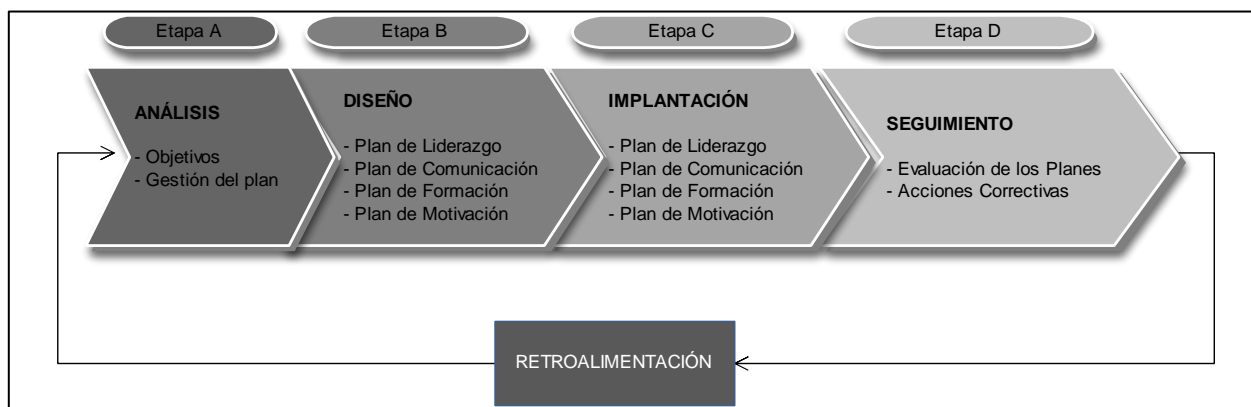 Etapa A
Etapa B
Etapa C
Etapa D
ANÁLISIS
- Objetivos
- Gestión del plan
DISEÑO
- Plan de Liderazgo
- Plan de Comunicación
- Plan de Formación
- Plan de Motivación
IMPLANTACIÓN
- Plan de Liderazgo
- Plan de Comunicación
- Plan de Formación
- Plan de Motivación
SEGUIMIENTO
- Evaluación de los Planes
- Acciones Correctivas
RETROALIMENTACIÓN